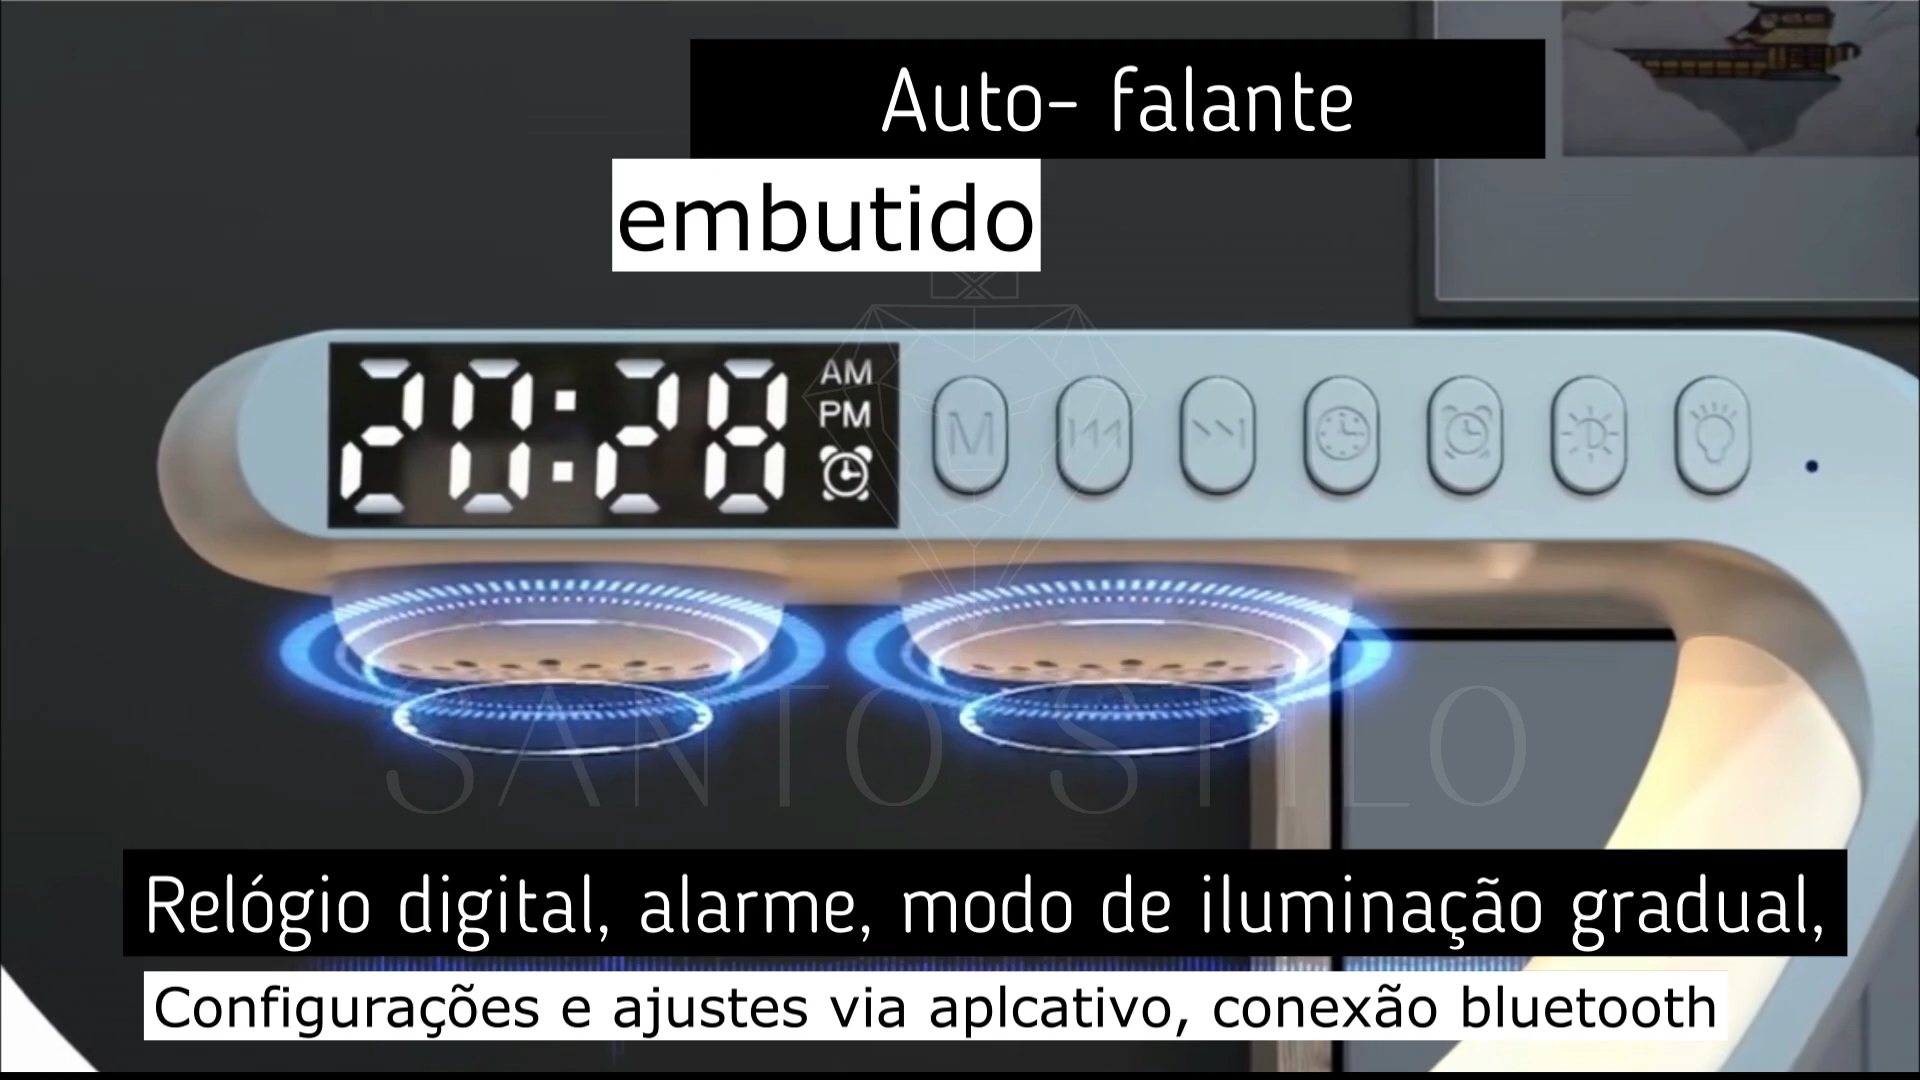 Auto- falante
embutido
20:28
AM
PM
M
SANTO STILO
Relógio digital, alarme, modo de iluminação gradual,
Configurações e ajustes via aplcativo, conexão bluetooth